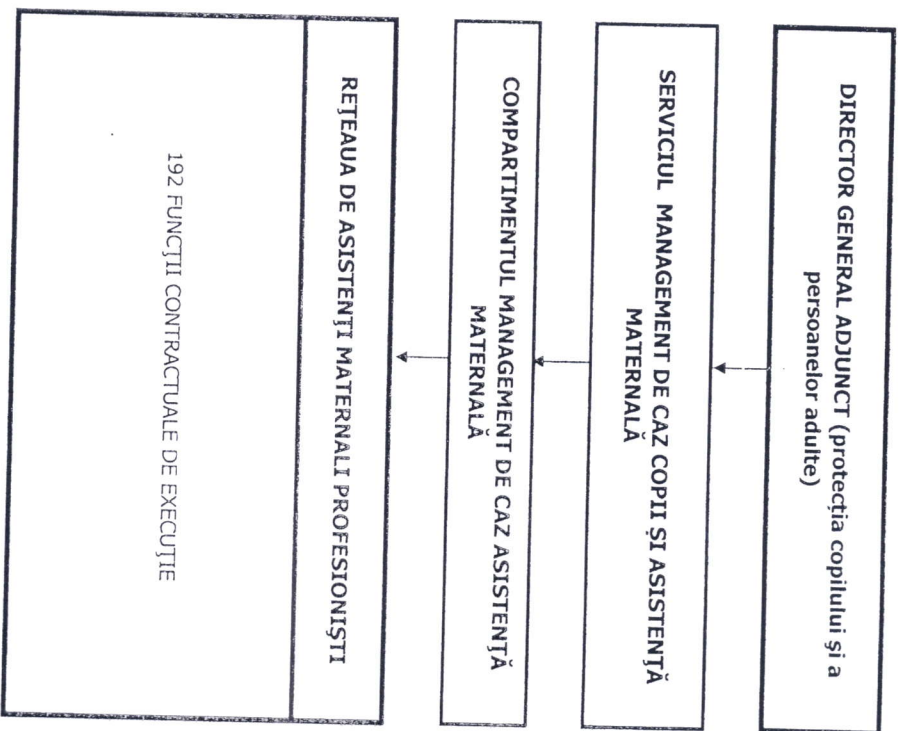 DIRECTOR GENERAL ADJUNCT (protecția copilului și a
persoanelor adulte)
SERVICIUL MANAGEMENT DE CAZ COPII ȘI ASISTENȚĂ
MATERNALĂ
COMPARTIMENTUL MANAGEMENT DE CAZ ASISTENȚĂ
MATERNALĂ
REȚEAUA DE ASISTENȚI MATERNALI PROFESIONIȘTI
192 FUNCȚII CONTRACTUALE DE EXECUȚIE